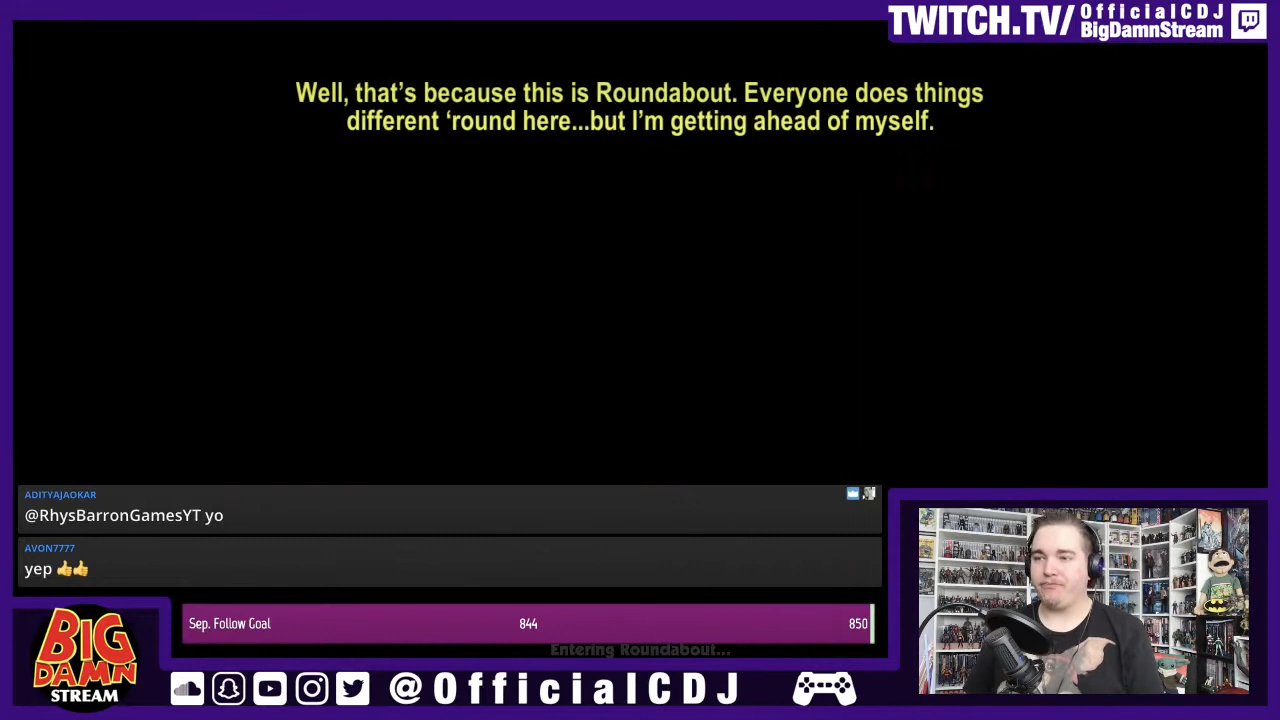 TWITCH.TV/ OfficialCDJ
BigDamnStream
Well, that’s because this is Roundabout. Everyone does things
different ‘round here...but I’m getting ahead of myself.
ADITYAJAOKAR
@RhysBarronGamesYT yo
AVON7777
yep 👍👍
Sep. Follow Goal 844 850
Entering Roundabout...
BIG
DAMN
STREAM
@OfficialCDJ